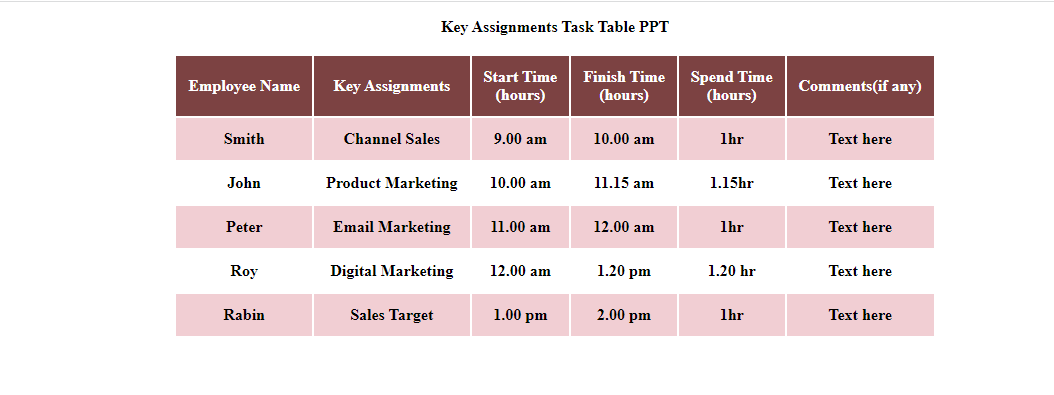 Key Assignments Task Table PPT
Employee Name Key Assignments Start Time (hours) Finish Time (hours) Spend Time (hours) Comments(if any)
Smith Channel Sales 9.00 am 10.00 am 1hr Text here
John Product Marketing 10.00 am 11.15 am 1.15hr Text here
Peter Email Marketing 11.00 am 12.00 am 1hr Text here
Roy Digital Marketing 12.00 am 1.20 pm 1.20 hr Text here
Rabin Sales Target 1.00 pm 2.00 pm 1hr Text here